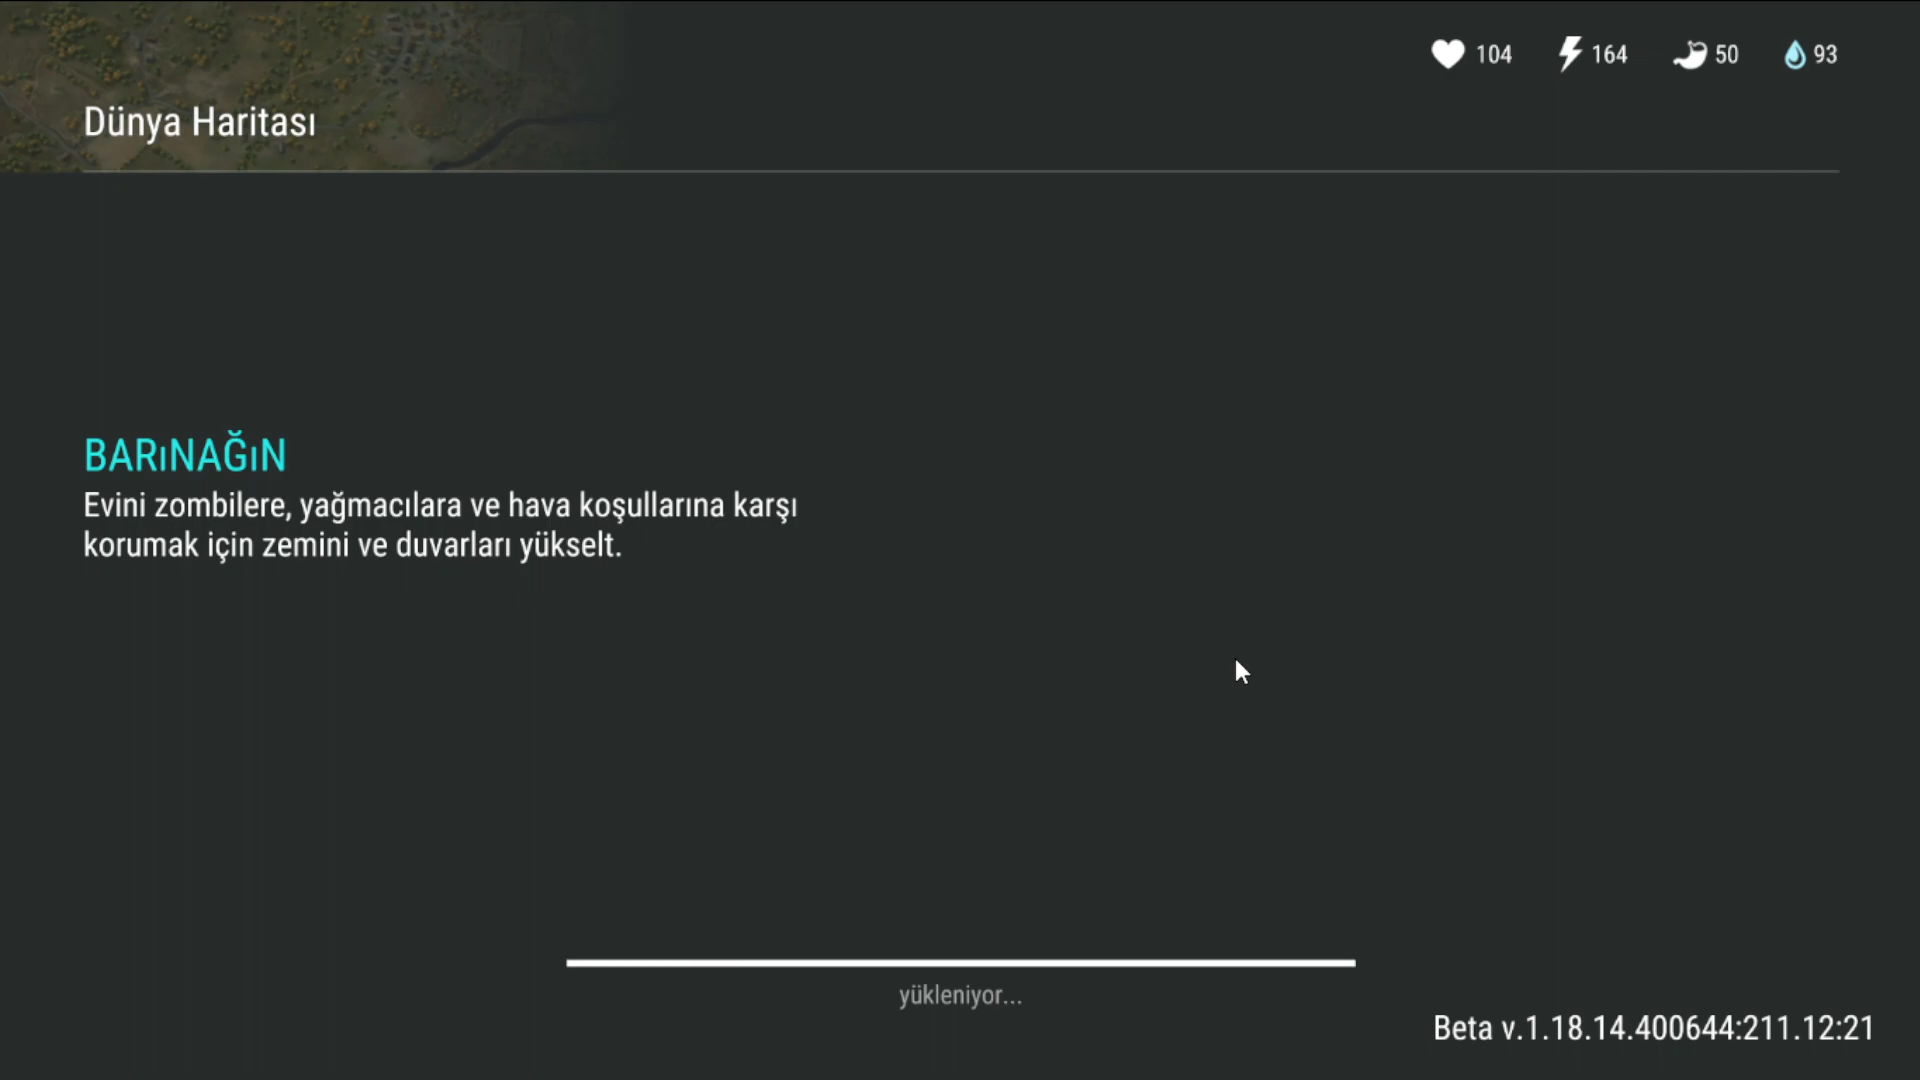 104 164 50 93
Dünya Haritası
BARıNAĞıN
Evini zombilere, yağmacılara ve hava koşullarına karşı
korumak için zemini ve duvarları yükselt.
yükleniyor...
Beta v.1.18.14.400644:211.12:21